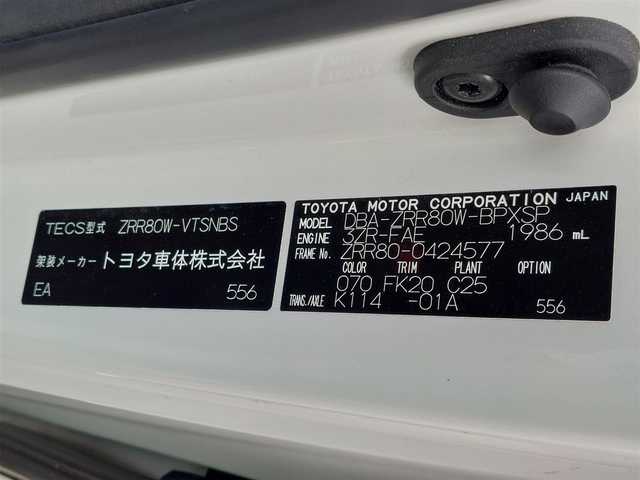 TECS型式 ZRR80W-VTSNBS
架装メーカー トヨタ車体株式会社
EA 556
TOYOTA MOTOR CORPORATION JAPAN
MODEL DBA-ZRR80W-BPXSP
ENGINE 3ZR-FAE 1986 mL
FRAME No. ZRR80-0424577
COLOR TRIM PLANT OPTION
070 FK20 C25
TRANS./AXLE K114 -01A 556